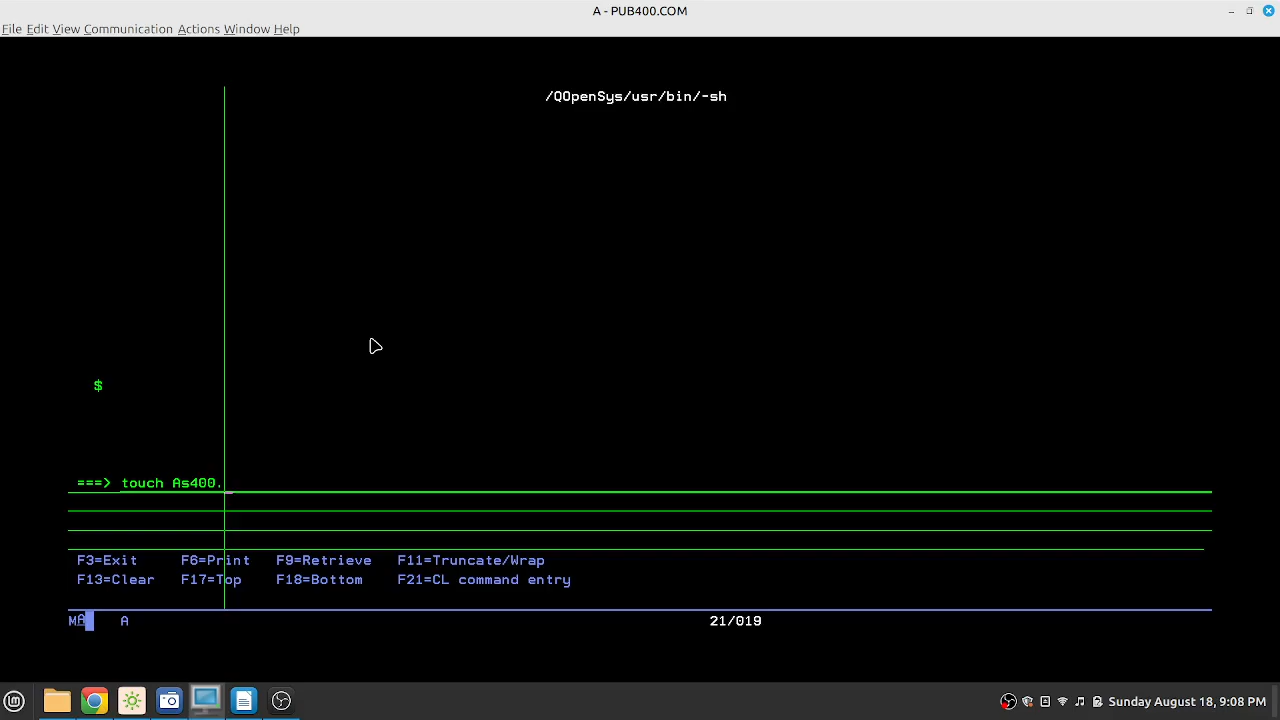 A - PUB400.COM
File Edit View Communication Actions Window Help
/QOpenSys/usr/bin/-sh
$
===> touch As400.
F3=Exit F6=Print F9=Retrieve F11=Truncate/Wrap
F13=Clear F17=Top F18=Bottom F21=CL command entry
MA A 21/019
Sunday August 18, 9:08 PM